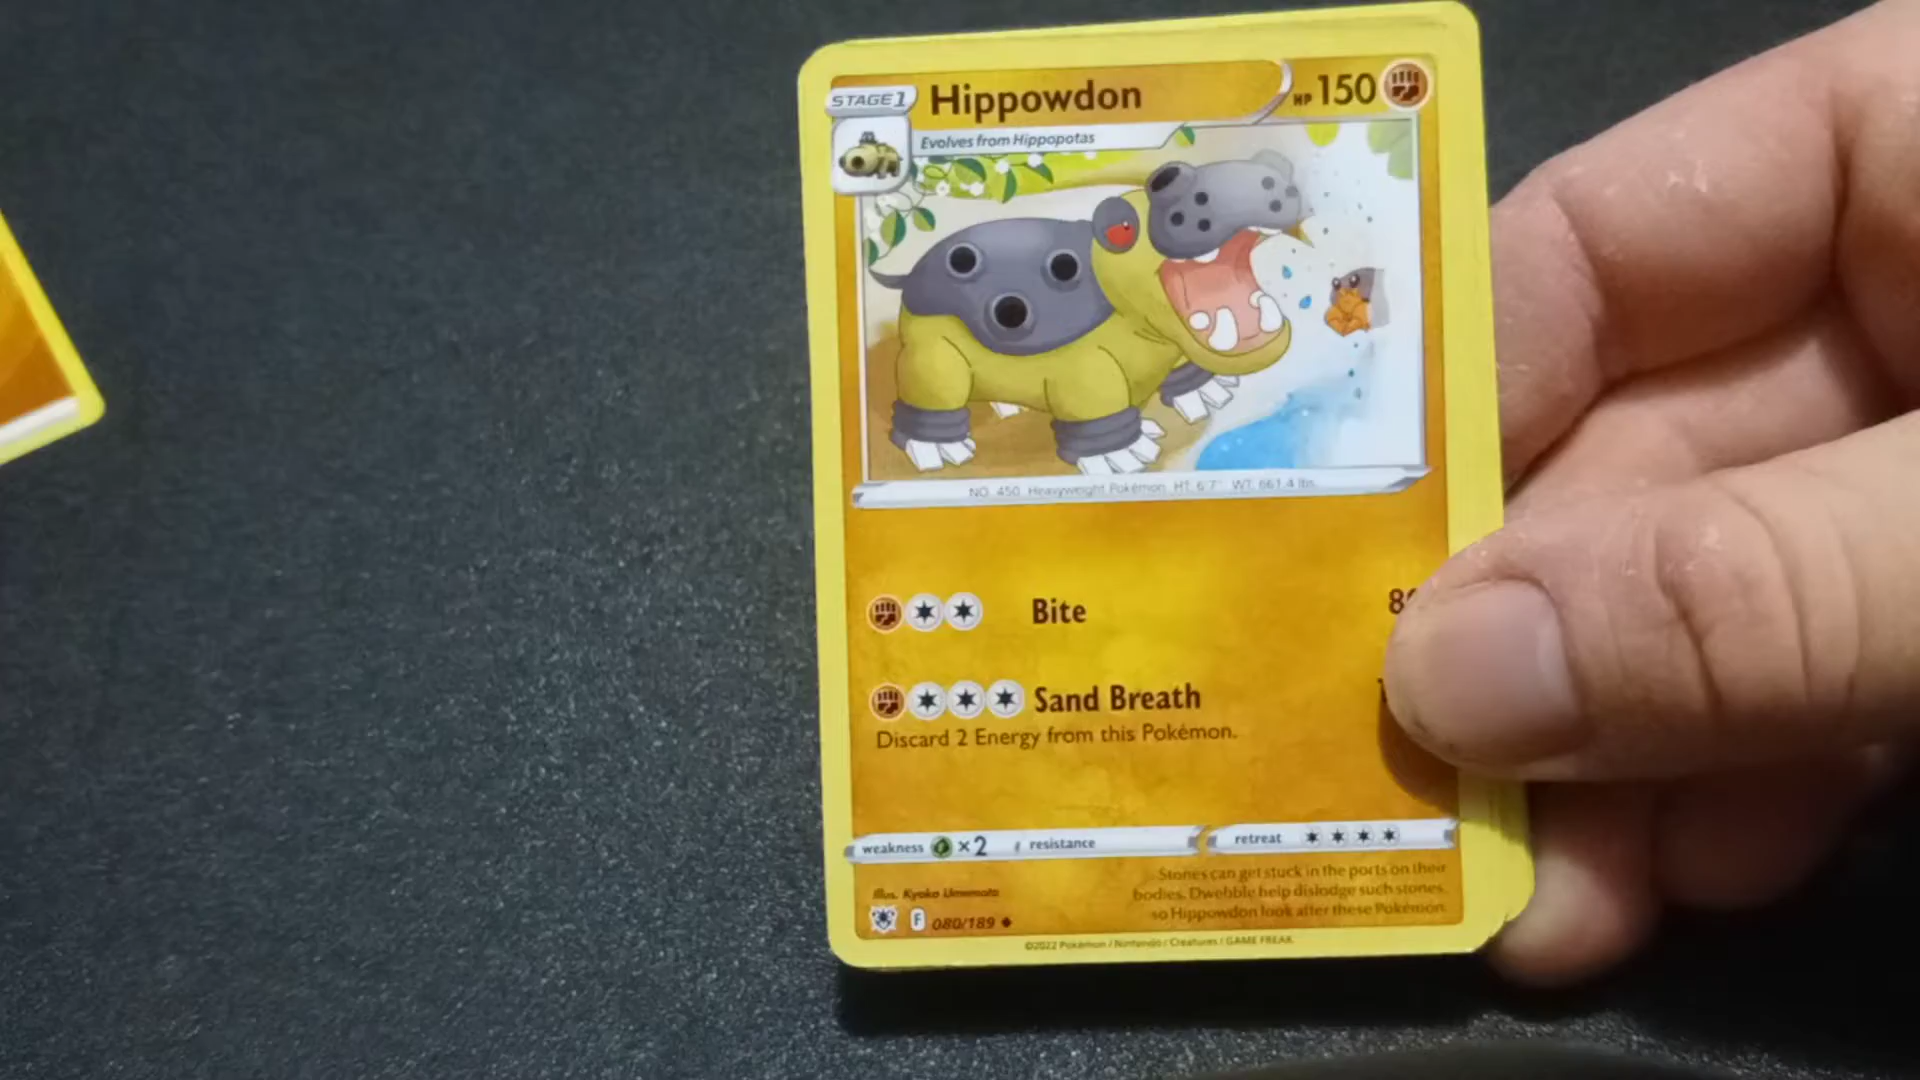 STAGE 1 Hippowdon HP 150
Evolves from Hippopotas
NO. 450 Heavyweight Pokémon HT: 6'7" WT: 661.4 lbs.
Bite
Sand Breath
Discard 2 Energy from this Pokémon.
weakness ×2 resistance retreat
Stones can get stuck in the ports on their
bodies. Dwebble help dislodge such stones,
so Hippowdon look after these Pokémon.
Illus. Kyoko Umemoto
F 080/189
©2022 Pokémon / Nintendo / Creatures / GAME FREAK